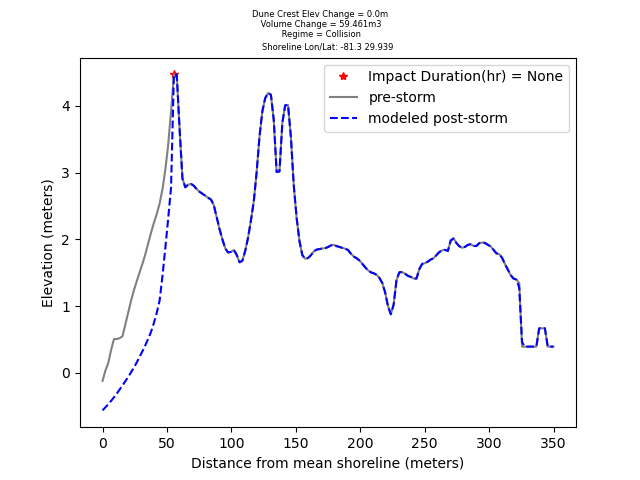 Dune Crest Elev Change = 0.0m
Volume Change = 59.461m3
Regime = Collision
Shoreline Lon/Lat: -81.3 29.939
Impact Duration(hr) = None
pre-storm
modeled post-storm
Elevation (meters)
4
3
2
1
0
0 50 100 150 200 250 300 350
Distance from mean shoreline (meters)